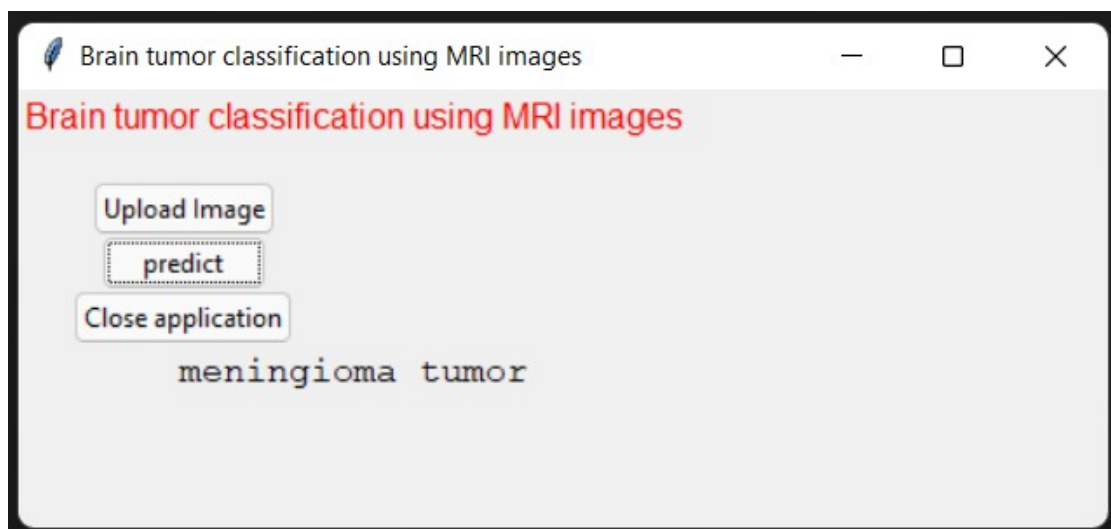 Brain tumor classification using MRI images
Brain tumor classification using MRI images
Upload Image
predict
Close application
meningioma tumor